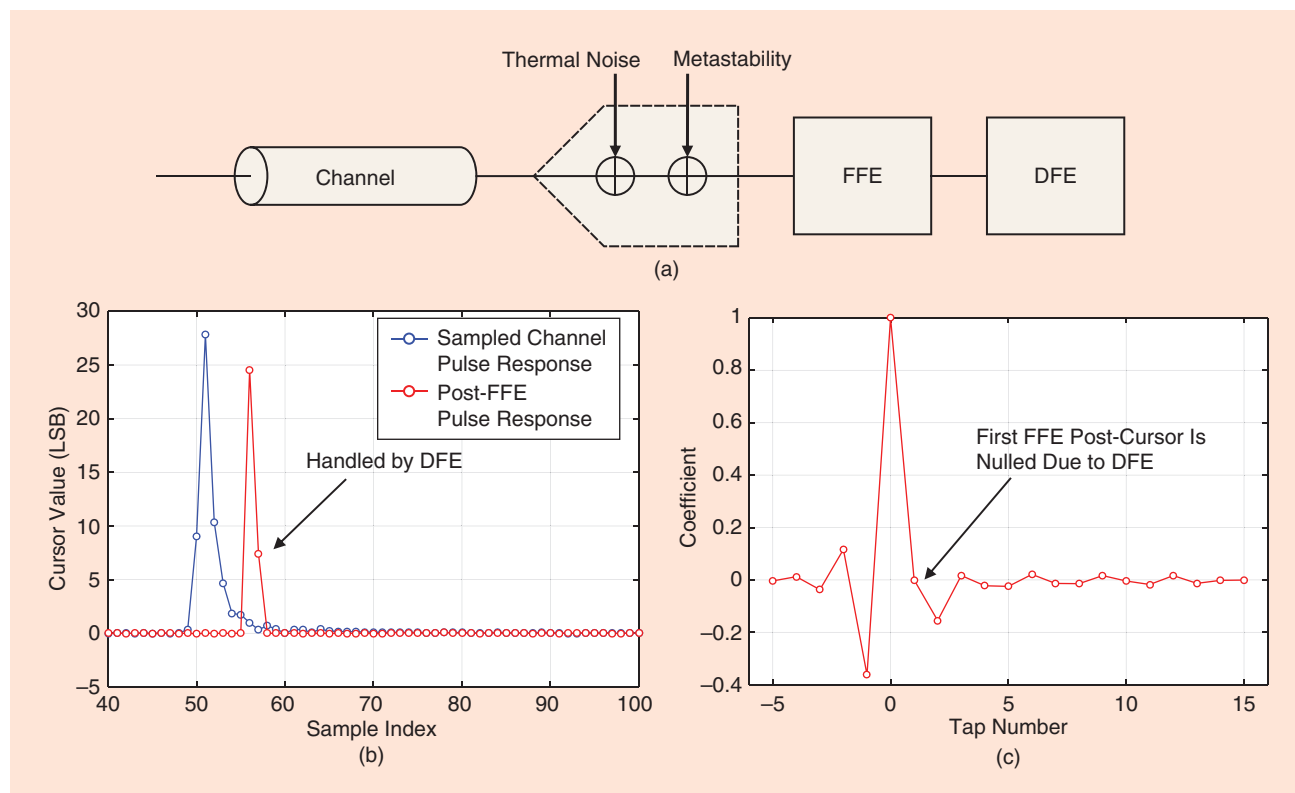 Thermal Noise Metastability
Channel
FFE
DFE
(a)
30
25
20
15
10
5
0
–5
40 50 60 70 80 90 100
Cursor Value (LSB)
Sample Index
Sampled Channel
Pulse Response
Post-FFE
Pulse Response
Handled by DFE
(b)
1
0.8
0.6
0.4
0.2
0
–0.2
–0.4
–5 0 5 10 15
Coefficient
Tap Number
First FFE Post-Cursor Is
Nulled Due to DFE
(c)